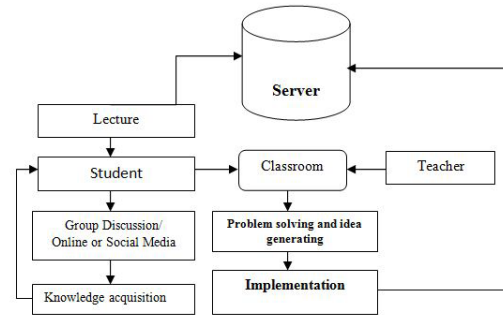 Server
Lecture
Student
Classroom
Teacher
Group Discussion/
Online or Social Media
Problem solving and idea
generating
Knowledge acquisition
Implementation